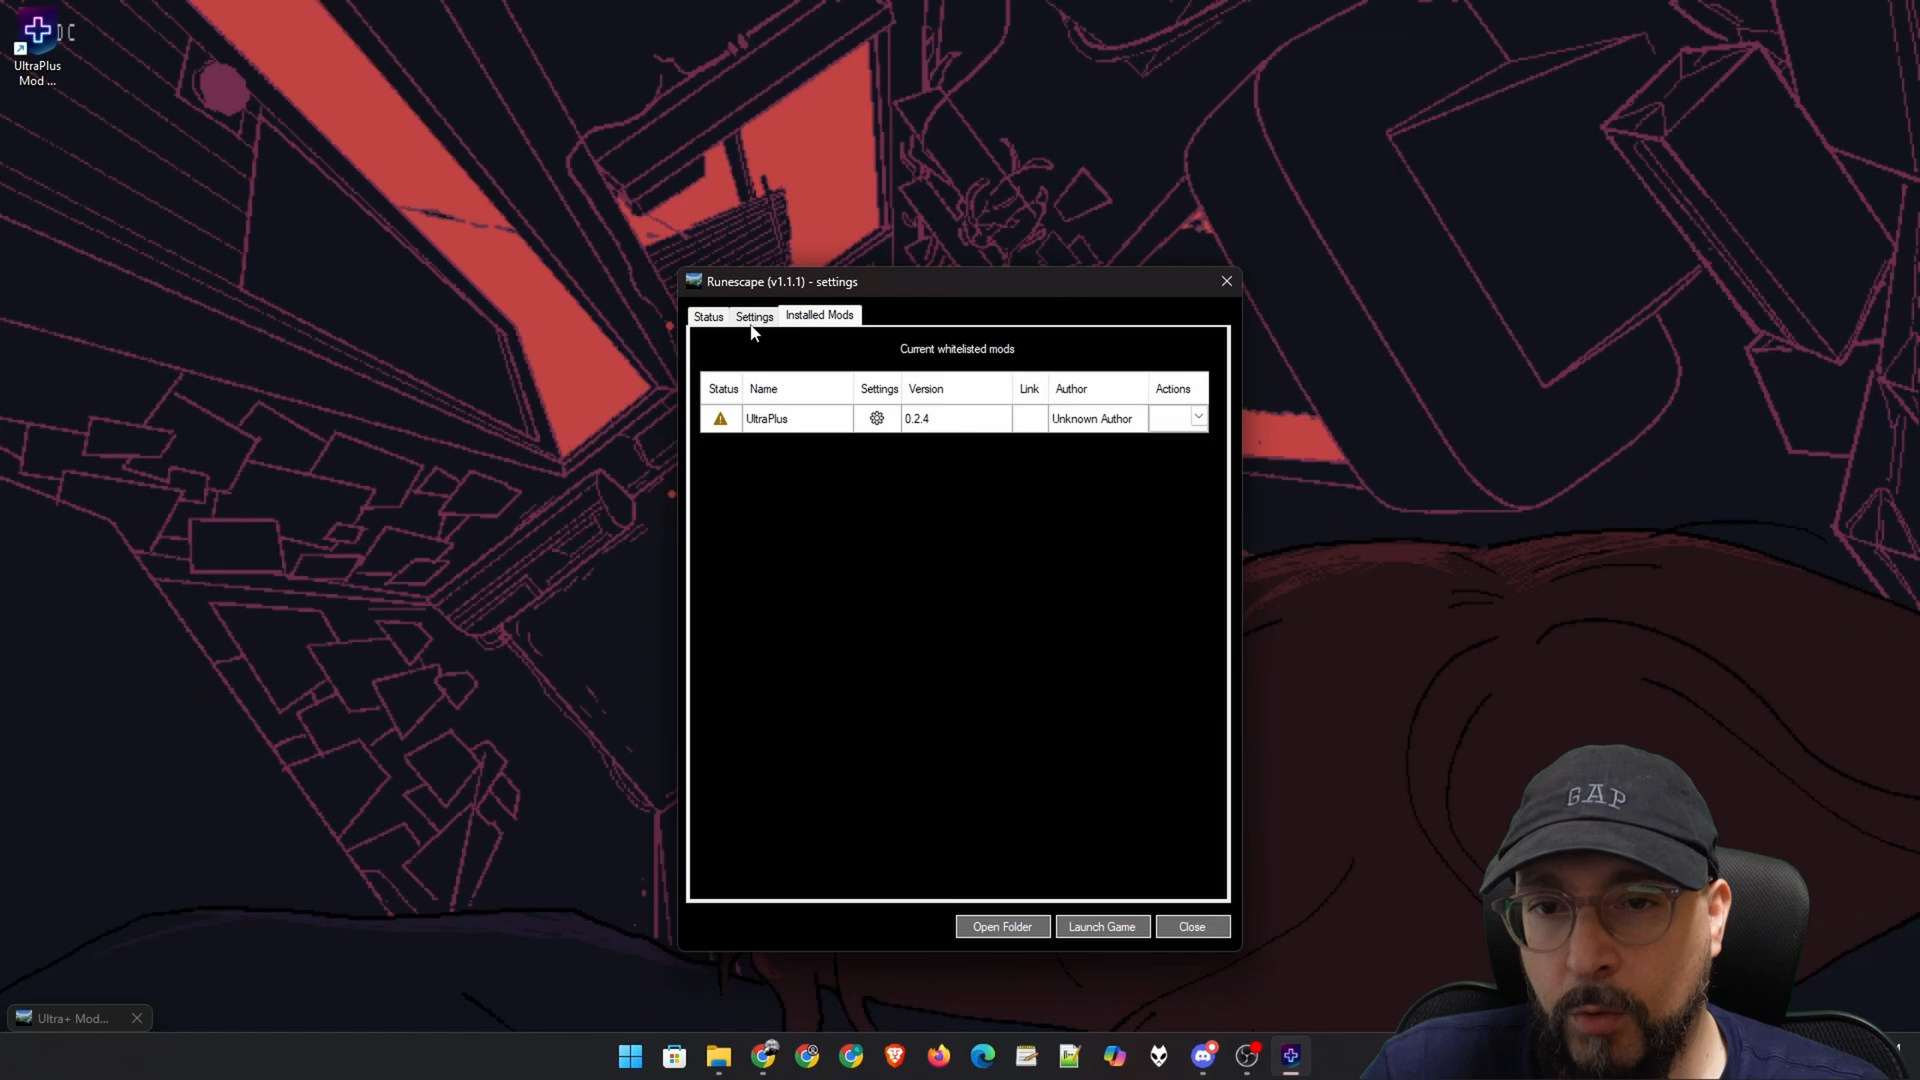 DC
UltraPlus
Mod ...
Runescape (v1.1.1) - settings
Status Settings Installed Mods
Current whitelisted mods
Status Name Settings Version Link Author Actions
UltraPlus 0.2.4 Unknown Author
Open Folder Launch Game Close
GAP
Ultra+ Mod...